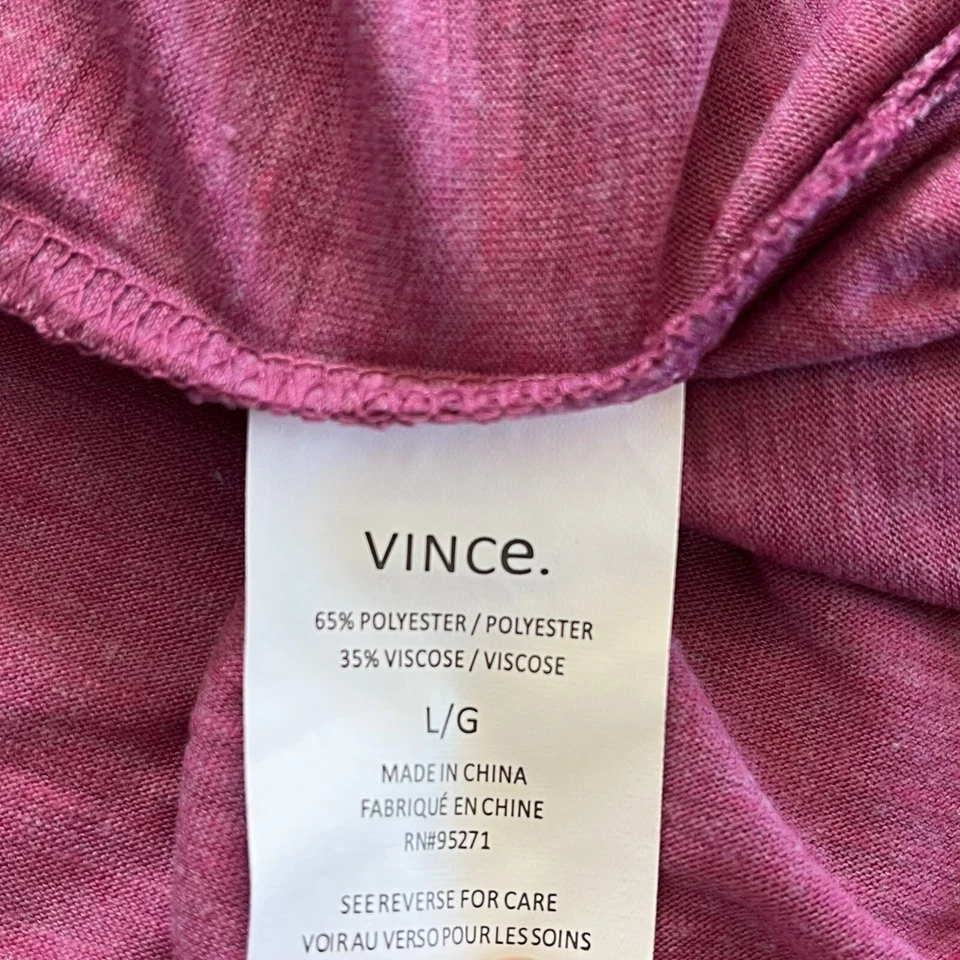 VINCe.
65% POLYESTER / POLYESTER
35% VISCOSE / VISCOSE
L/G
MADE IN CHINA
FABRIQUÉ EN CHINE
RN#95271
SEE REVERSE FOR CARE
VOIR AU VERSO POUR LES SOINS